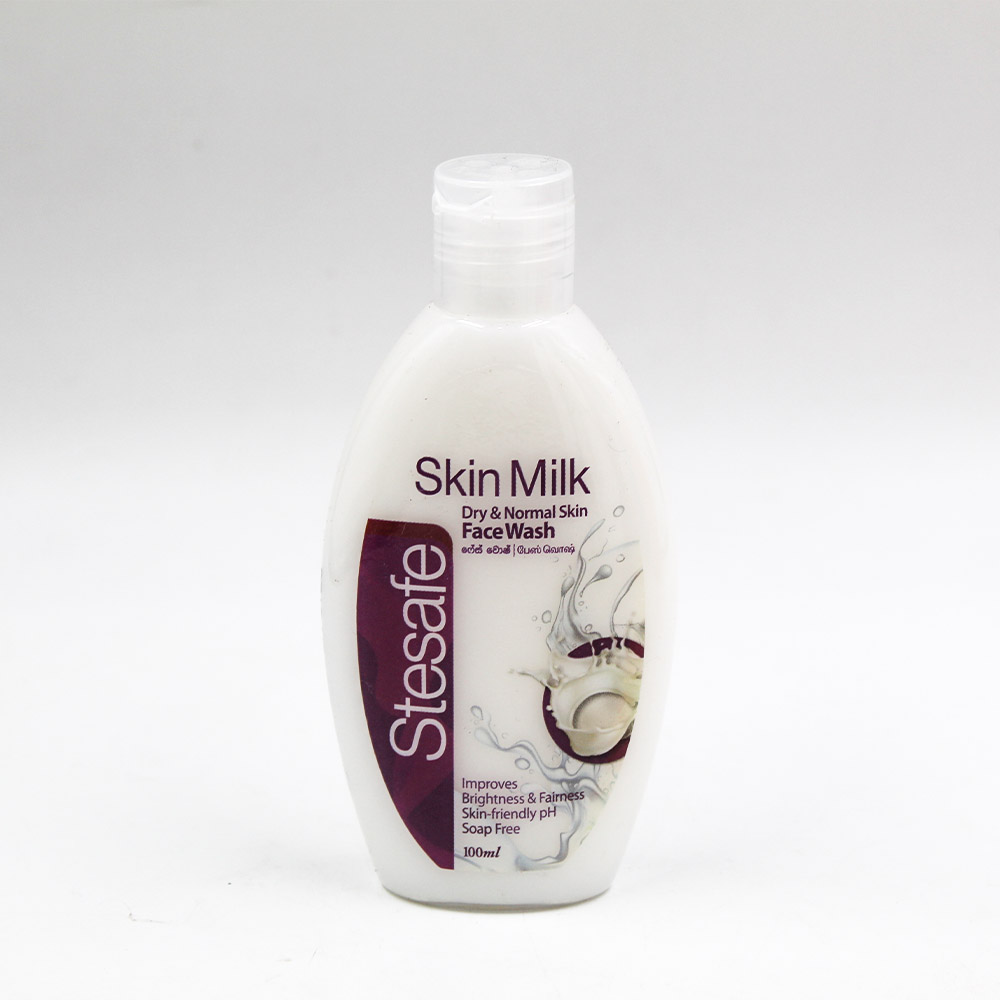 Skin Milk
Dry & Normal Skin
Face Wash
ෆේස් වොෂ් | பேஸ் வொஷ்
Stesafe
Improves
Brightness & Fairness
Skin-friendly pH
Soap Free
100ml